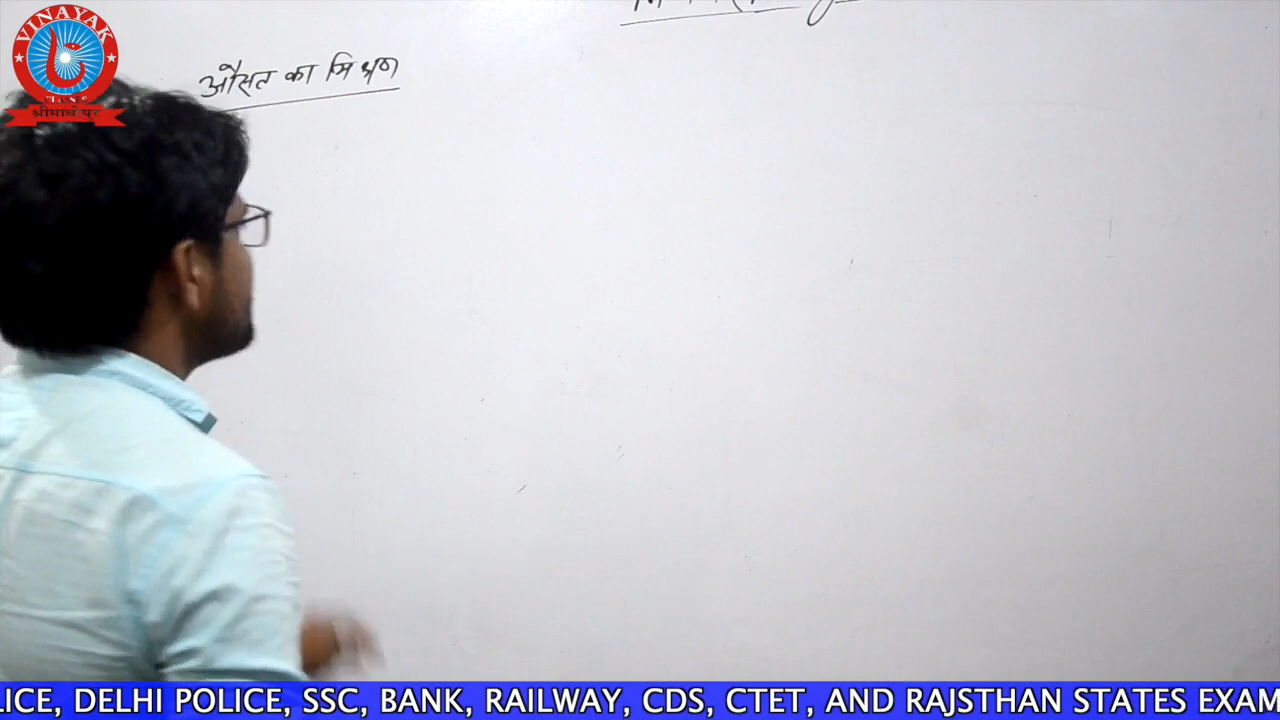 VINAYAK
श्रीमाधोपुर
औसत का मिश्रण
LICE, DELHI POLICE, SSC, BANK, RAILWAY, CDS, CTET, AND RAJSTHAN STATES EXAM